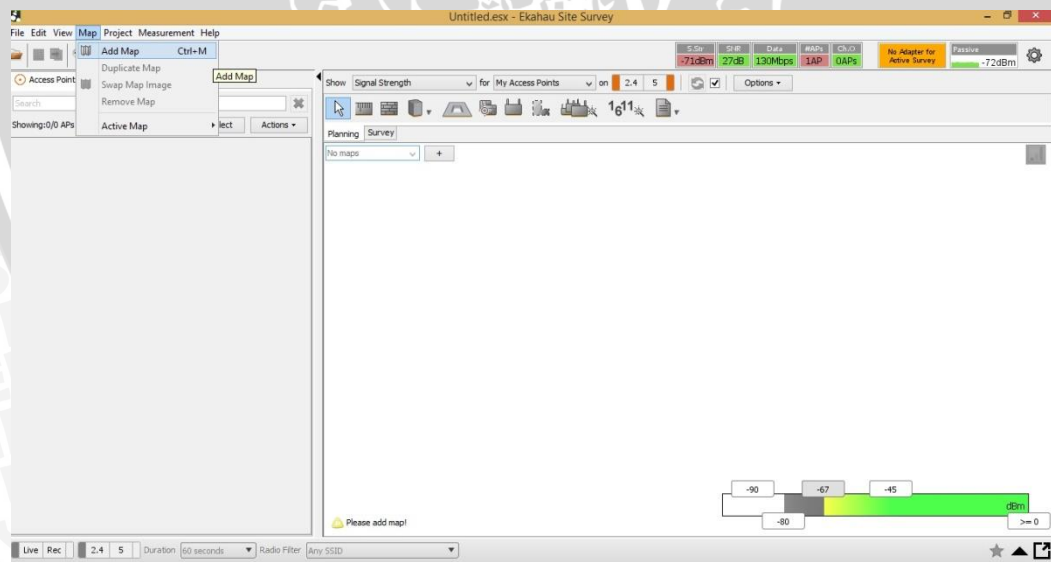 Untitled.esx - Ekahau Site Survey
File Edit View Map Project Measurement Help
Add Map Ctrl+M
Duplicate Map
Swap Map Image
Remove Map
Active Map
Add Map
S.Str SNR Data #APs Ch.O
-71dBm 27dB 130Mbps 1AP 0APs
No Adapter for
Active Survey
Passive
-72dBm
Access Point
Search
Showing:0/0 APs
lect Actions
Show Signal Strength for My Access Points on 2.4 5 Options
1611
Planning Survey
No maps +
Please add map!
-90 -67 -45
dBm
-80 >= 0
Live Rec 2.4 5 Duration 60 seconds Radio Filter Any SSID